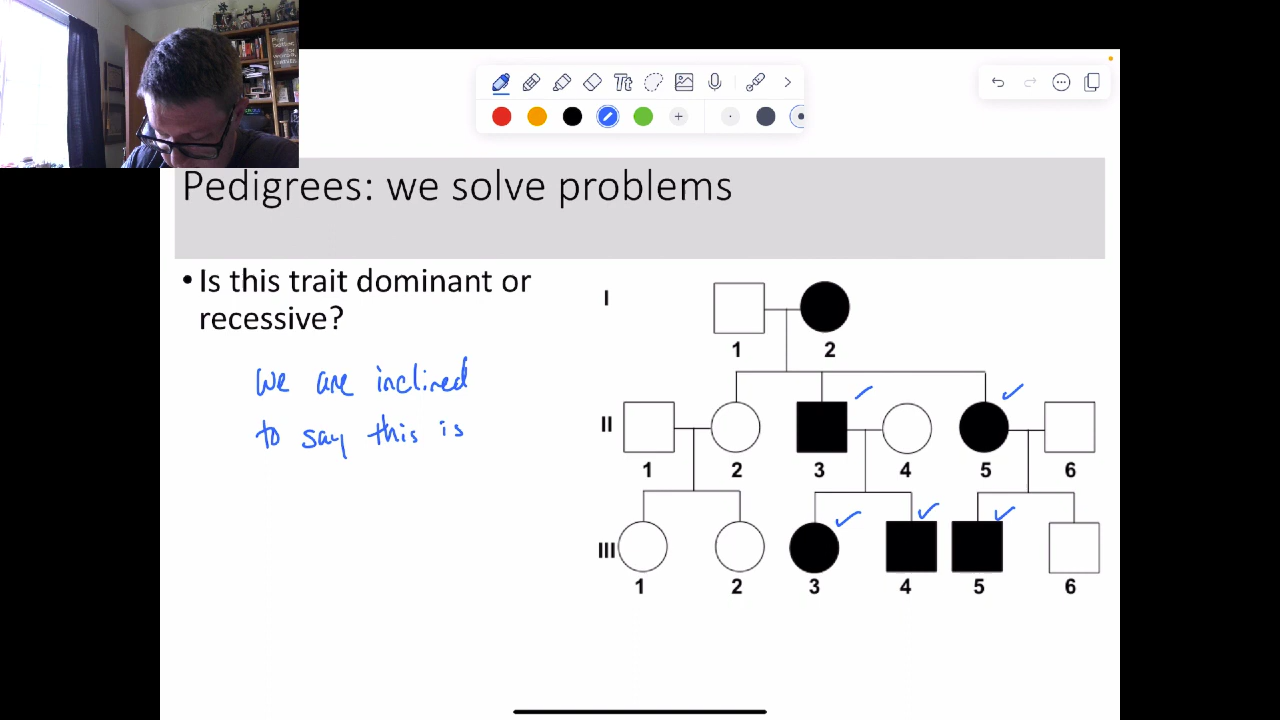 Tt
Pedigrees: we solve problems
• Is this trait dominant or
recessive?
We are inclined
to say this is
I
1 2
II
1 2 3 4 5 6
III
1 2 3 4 5 6